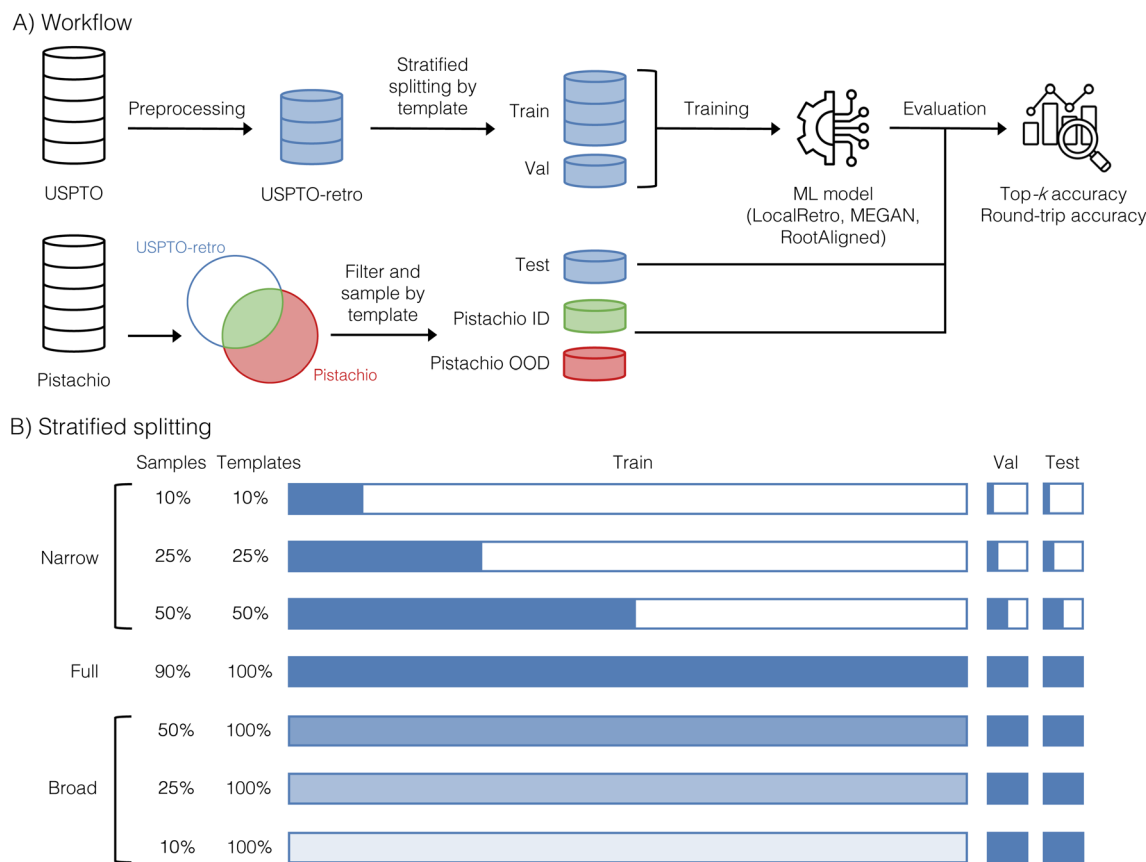 A) Workflow
USPTO
Preprocessing
USPTO-retro
Stratified
splitting by
template
Train
Val
Training
ML model
(LocalRetro, MEGAN,
RootAligned)
Evaluation
Top-k accuracy
Round-trip accuracy
Pistachio
USPTO-retro
Pistachio
Filter and
sample by
template
Test
Pistachio ID
Pistachio OOD
B) Stratified splitting
Samples Templates Train Val Test
Narrow
10% 10%
25% 25%
50% 50%
Full 90% 100%
Broad
50% 100%
25% 100%
10% 100%